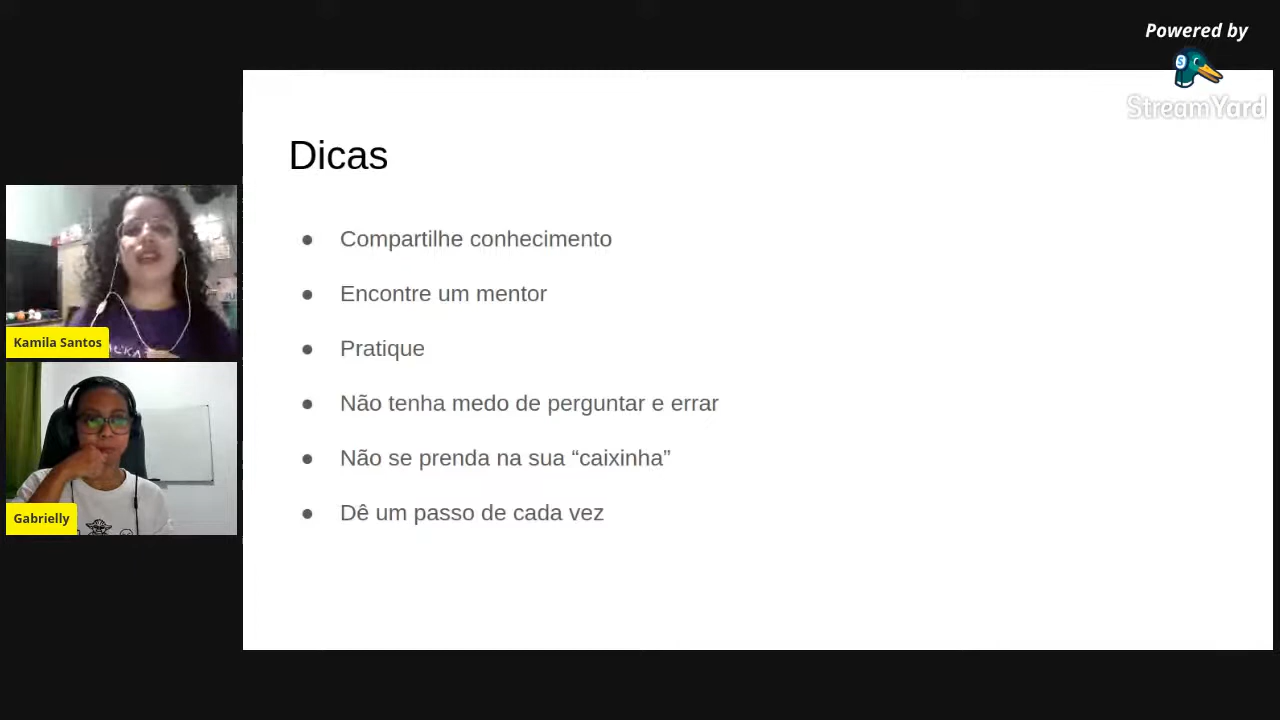 Powered by
StreamYard
Dicas
● Compartilhe conhecimento
● Encontre um mentor
● Pratique
● Não tenha medo de perguntar e errar
● Não se prenda na sua “caixinha”
● Dê um passo de cada vez
Kamila Santos
Gabrielly